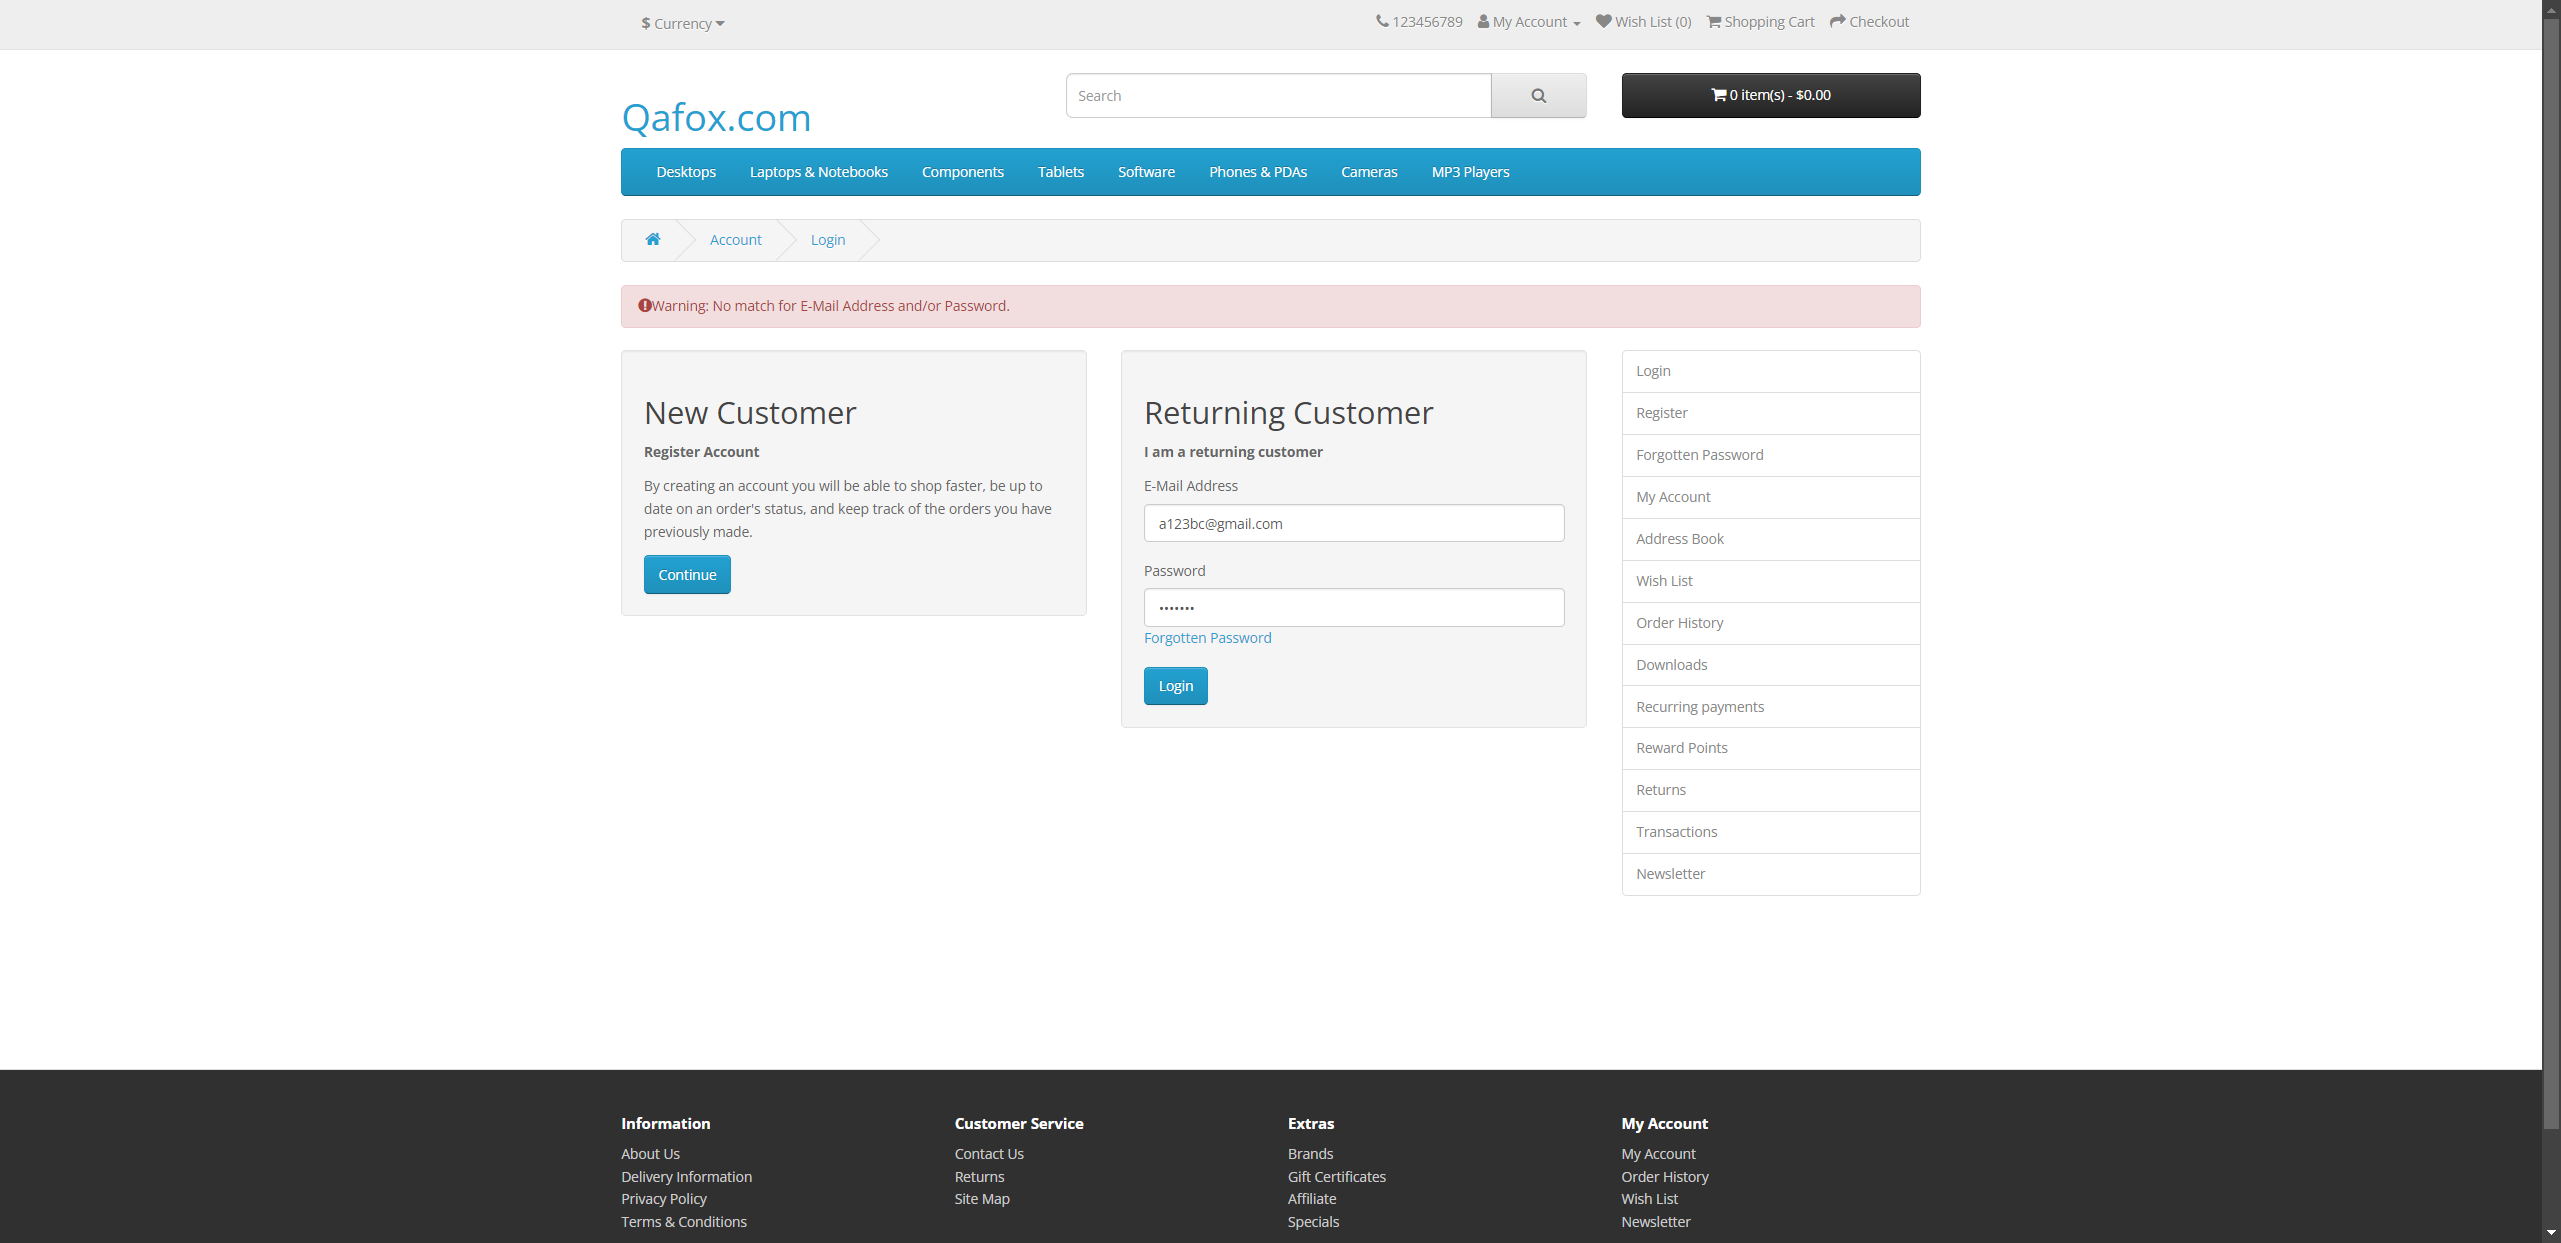 $ Currency
123456789 My Account Wish List (0) Shopping Cart Checkout
Qafox.com
Search
0 item(s) - $0.00
Desktops Laptops & Notebooks Components Tablets Software Phones & PDAs Cameras MP3 Players
Account Login
Warning: No match for E-Mail Address and/or Password.
New Customer
Register Account
By creating an account you will be able to shop faster, be up to
date on an order's status, and keep track of the orders you have
previously made.
Continue
Returning Customer
I am a returning customer
E-Mail Address
a123bc@gmail.com
Password
•••••••
Forgotten Password
Login
Login
Register
Forgotten Password
My Account
Address Book
Wish List
Order History
Downloads
Recurring payments
Reward Points
Returns
Transactions
Newsletter
Information
About Us
Delivery Information
Privacy Policy
Terms & Conditions
Customer Service
Contact Us
Returns
Site Map
Extras
Brands
Gift Certificates
Affiliate
Specials
My Account
My Account
Order History
Wish List
Newsletter